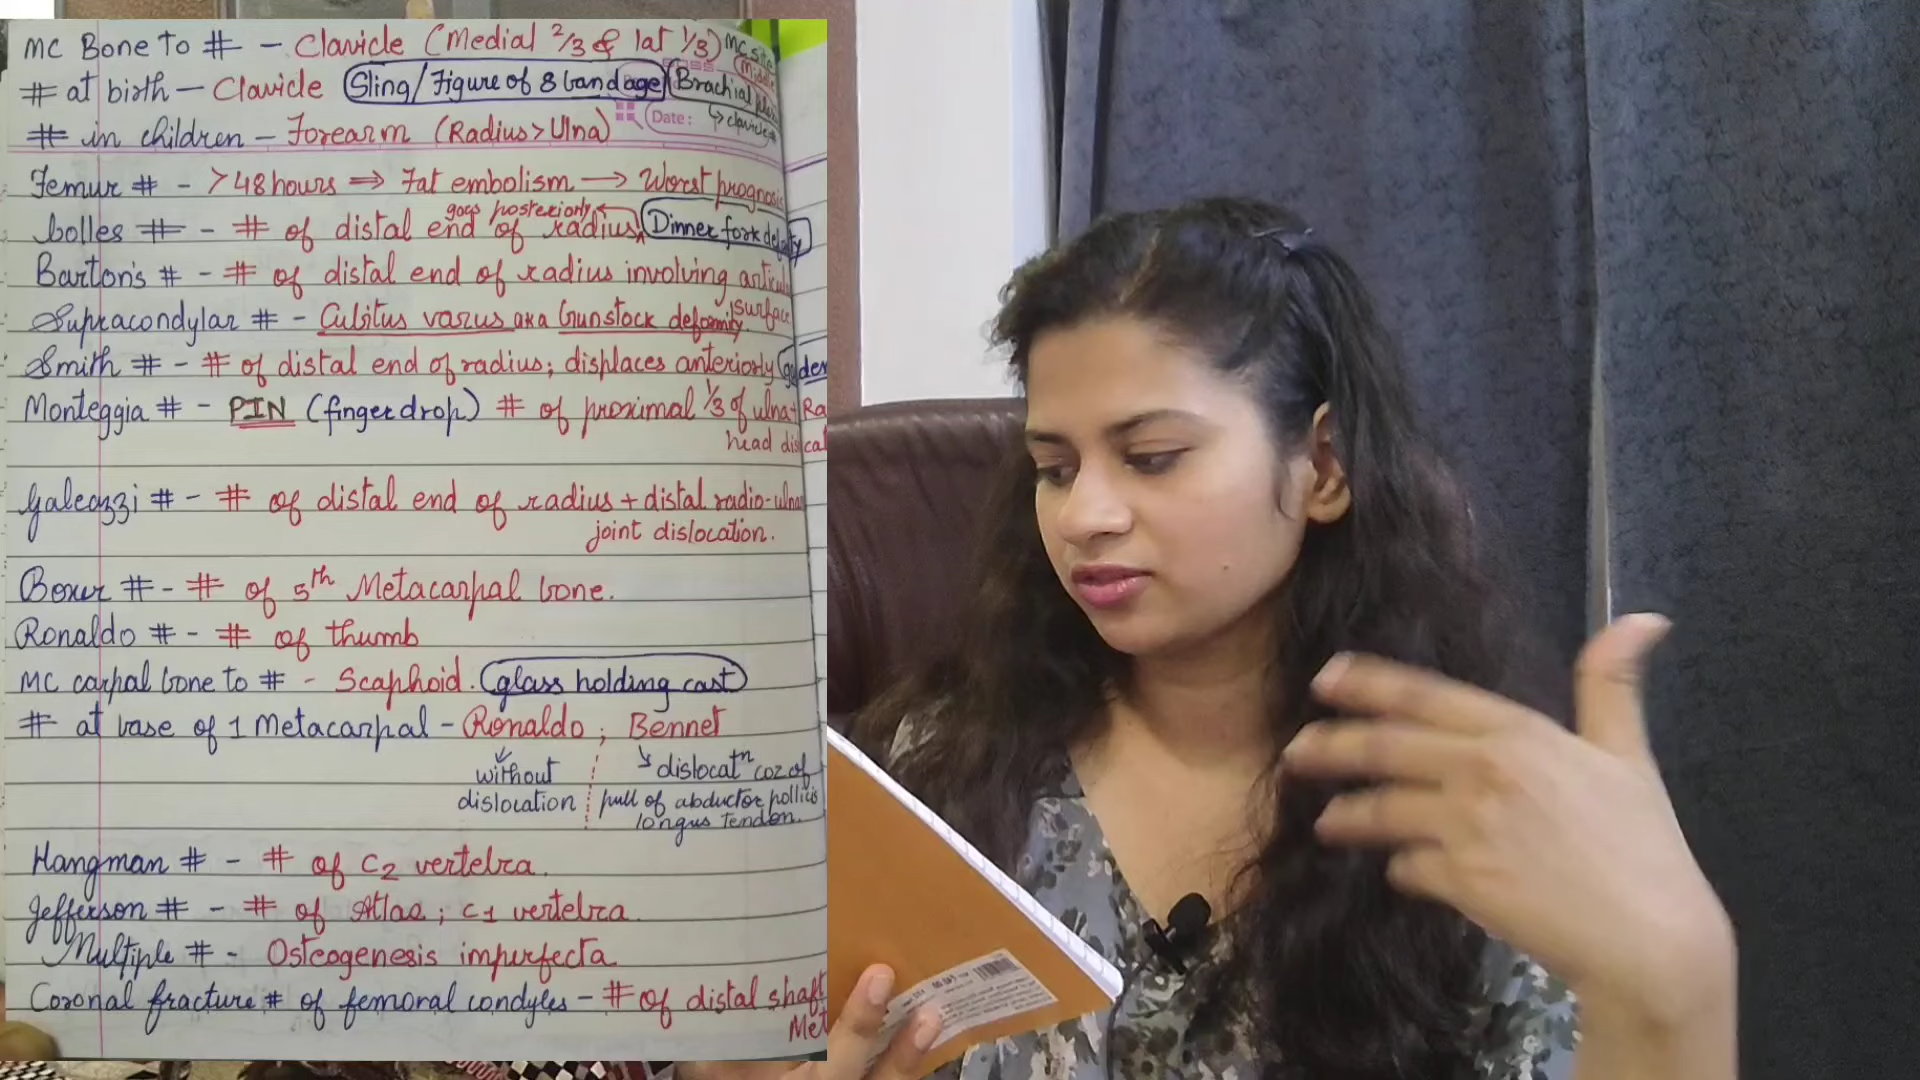 MC Bone to # - Clavicle (Medial 2/3 & lat 1/3) MC site
Middle
# at birth - Clavicle Sling/Figure of 8 bandage Brachial
→ clavicle
Date:
# in children - Forearm (Radius > Ulna)
Femur # - >48 hours ⇒ Fat embolism → Worst prognosis
goes posteriorly
Colles # - # of distal end of radius Dinner fork
Barton's # - # of distal end of radius involving
surface
Supracondylar # - Cubitus varus aka Gunstock deformity
Smith # - # of distal end of radius; displaces anteriorly
Monteggia # - PIN (finger drop) # of proximal 1/3 of ulna + Ra
head
Galeazzi # - # of distal end of radius + distal radio-ulna
joint dislocation.
Boxer # - # of 5th Metacarpal bone.
Ronaldo # - # of thumb
MC carpal bone to # - Scaphoid. (glass holding cast)
# at base of 1 Metacarpal - Ronaldo ; Bennet
without
dislocation
dislocatn coz of
pull of abductor pollicis
longus Tendon.
Hangman # - # of C2 vertebra.
Jefferson # - # of Atlas; C1 vertebra.
Multiple # - Osteogenesis imperfecta
Coronal fracture # of femoral condyles - # of distal shaft
Met